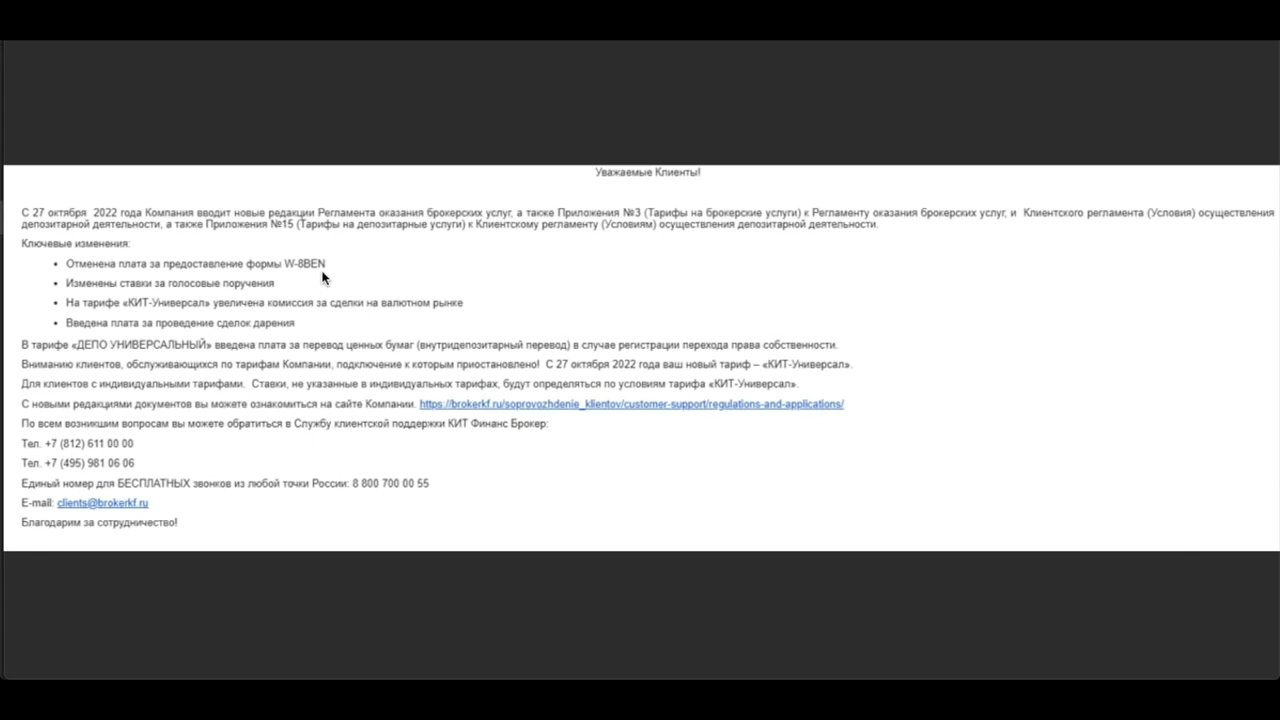 Уважаемые Клиенты!
С 27 октября 2022 года Компания вводит новые редакции Регламента оказания брокерских услуг, а также Приложения №3 (Тарифы на брокерские услуги) к Регламенту оказания брокерских услуг, и Клиентского регламента (Условия) осуществления
депозитарной деятельности, а также Приложения №15 (Тарифы на депозитарные услуги) к Клиентскому регламенту (Условиям) осуществления депозитарной деятельности.
Ключевые изменения:
• Отменена плата за предоставление формы W-8BEN
• Изменены ставки за голосовые поручения
• На тарифе «КИТ-Универсал» увеличена комиссия за сделки на валютном рынке
• Введена плата за проведение сделок дарения
В тарифе «ДЕПО УНИВЕРСАЛЬНЫЙ» введена плата за перевод ценных бумаг (внутридепозитарный перевод) в случае регистрации перехода права собственности.
Вниманию клиентов, обслуживающихся по тарифам Компании, подключение к которым приостановлено! С 27 октября 2022 года ваш новый тариф – «КИТ-Универсал».
Для клиентов с индивидуальными тарифами. Ставки, не указанные в индивидуальных тарифах, будут определяться по условиям тарифа «КИТ-Универсал».
С новыми редакциями документов вы можете ознакомиться на сайте Компании. https://brokerkf.ru/soprovozhdenie_klientov/customer-support/regulations-and-applications/
По всем возникшим вопросам вы можете обратиться в Службу клиентской поддержки КИТ Финанс Брокер:
Тел. +7 (812) 611 00 00
Тел. +7 (495) 981 06 06
Единый номер для БЕСПЛАТНЫХ звонков из любой точки России: 8 800 700 00 55
E-mail: clients@brokerkf.ru
Благодарим за сотрудничество!